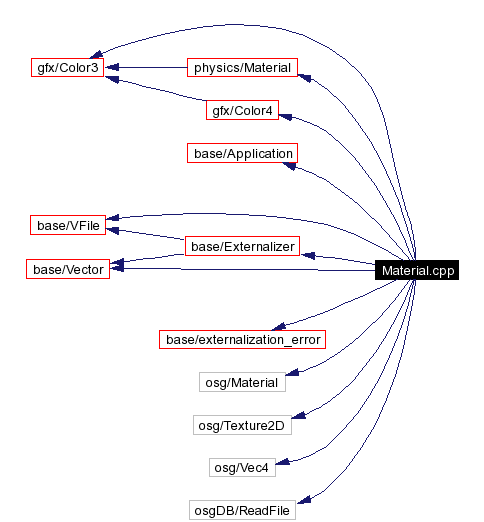 gfx/Color3
physics/Material
gfx/Color4
base/Application
base/VFile
base/Externalizer
base/Vector
Material.cpp
base/externalization_error
osg/Material
osg/Texture2D
osg/Vec4
osgDB/ReadFile